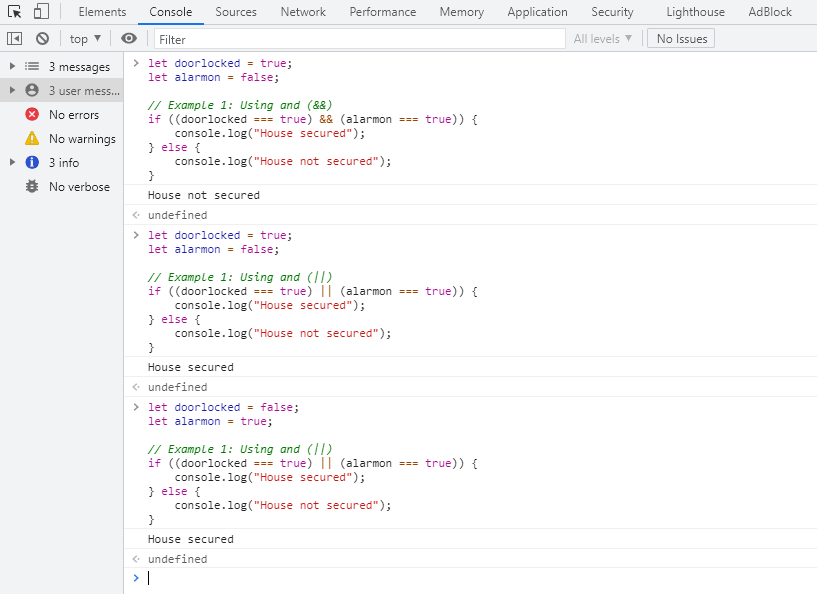 Elements Console Sources Network Performance Memory Application Security Lighthouse AdBlock
top ▼ Filter All levels ▼ No Issues
3 messages
3 user mess...
No errors
No warnings
3 info
No verbose
> let doorlocked = true;
let alarmon = false;
// Example 1: Using and (&&)
if ((doorlocked === true) && (alarmon === true)) {
    console.log("House secured");
} else {
    console.log("House not secured");
}
House not secured
undefined
> let doorlocked = true;
let alarmon = false;
// Example 1: Using and (||)
if ((doorlocked === true) || (alarmon === true)) {
    console.log("House secured");
} else {
    console.log("House not secured");
}
House secured
undefined
> let doorlocked = false;
let alarmon = true;
// Example 1: Using and (||)
if ((doorlocked === true) || (alarmon === true)) {
    console.log("House secured");
} else {
    console.log("House not secured");
}
House secured
undefined
>